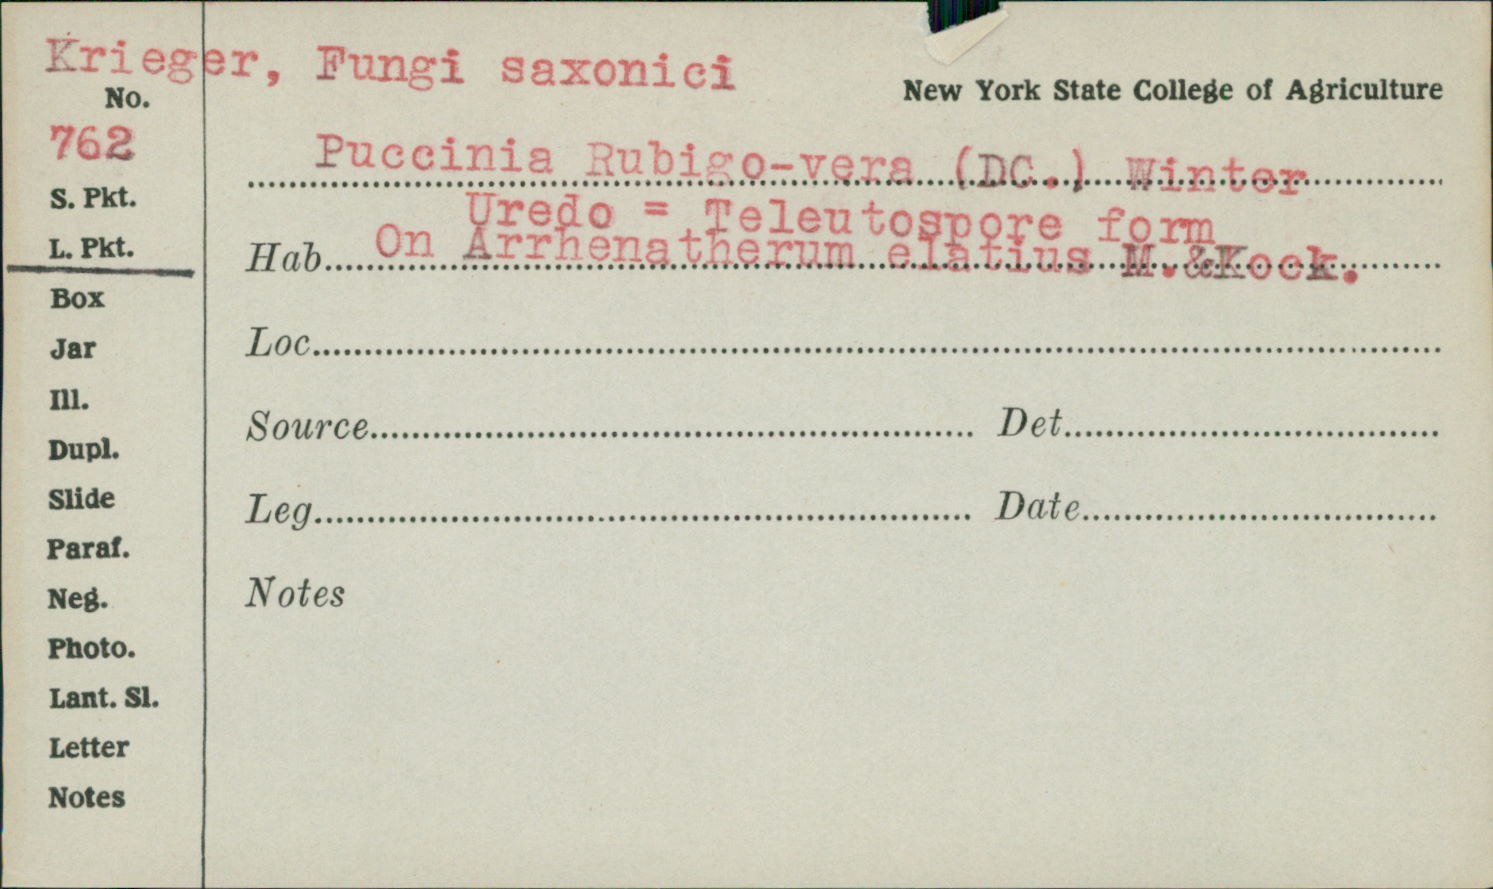 Krieger, Fungi saxonici
New York State College of Agriculture
No.
762
Puccinia Rubigo-vera (DC.) Winter
Uredo = Teleutospore form
Hab. On Arrhenatherum elatius M.&Kock.
Loc.
Source Det.
Leg. Date
Notes
S. Pkt.
L. Pkt.
Box
Jar
Ill.
Dupl.
Slide
Paraf.
Neg.
Photo.
Lant. Sl.
Letter
Notes